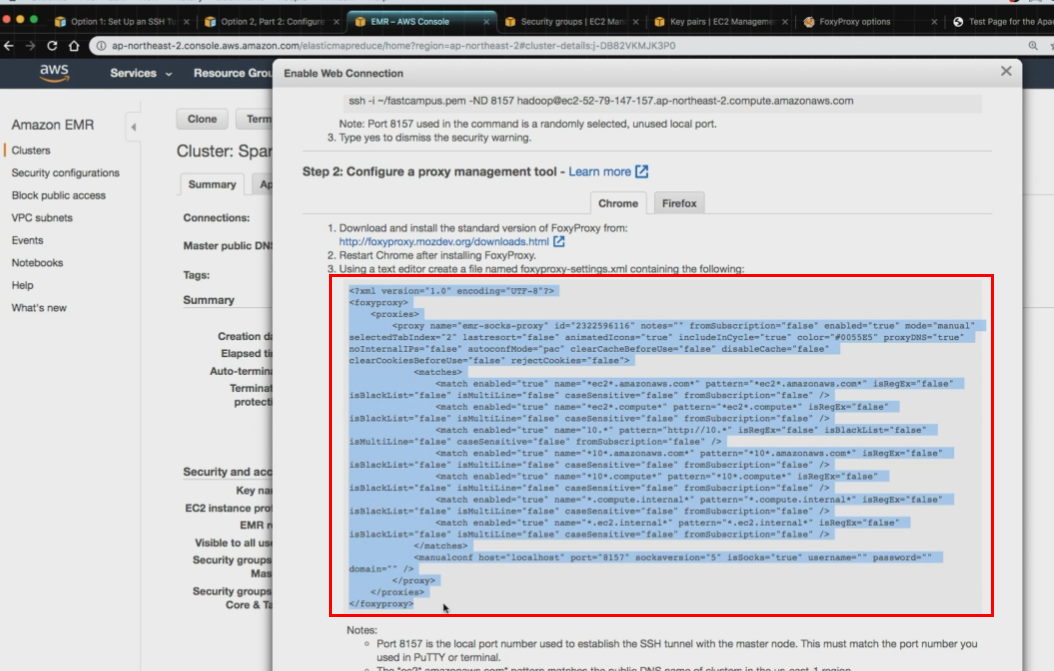 Option 1: Set Up an SSH Tu
Option 2, Part 2: Configure
EMR – AWS Console
Security groups | EC2 Man
Key pairs | EC2 Managemen
FoxyProxy options
Test Page for the Apa
ap-northeast-2.console.aws.amazon.com/elasticmapreduce/home?region=ap-northeast-2#cluster-details:j-DB82VKMJK3P0
aws
Services
Resource Grou
Enable Web Connection
Amazon EMR
Clusters
Security configurations
Block public access
VPC subnets
Events
Notebooks
Help
What's new
Clone
Term
Cluster: Spar
Summary
Ap
Connections:
Master public DNS
Tags:
Summary
Creation da
Elapsed ti
Auto-termina
Terminat
protecti
Security and acc
Key na
EC2 instance prof
EMR r
Visible to all use
Security groups
Mas
Security groups
Core & Ta
ssh -i ~/fastcampus.pem -ND 8157 hadoop@ec2-52-79-147-157.ap-northeast-2.compute.amazonaws.com
Note: Port 8157 used in the command is a randomly selected, unused local port.
3. Type yes to dismiss the security warning.
Step 2: Configure a proxy management tool - Learn more
Chrome
Firefox
1. Download and install the standard version of FoxyProxy from:
http://foxyproxy.mozdev.org/downloads.html
2. Restart Chrome after installing FoxyProxy.
3. Using a text editor create a file named foxyproxy-settings.xml containing the following:
<?xml version="1.0" encoding="UTF-8"?>
<foxyproxy>
<proxies>
<proxy name="emr-socks-proxy" id="2322596116" notes="" fromSubscription="false" enabled="true" mode="manual"
selectedTabIndex="2" lastresort="false" animatedIcons="true" includeInCycle="true" color="#0055E5" proxyDNS="true"
noInternalIPs="false" autoconfMode="pac" clearCacheBeforeUse="false" disableCache="false"
clearCookiesBeforeUse="false" rejectCookies="false">
<matches>
<match enabled="true" name="*ec2*.amazonaws.com*" pattern="*ec2*.amazonaws.com*" isRegEx="false"
isBlackList="false" isMultiLine="false" caseSensitive="false" fromSubscription="false" />
<match enabled="true" name="*ec2*.compute*" pattern="*ec2*.compute*" isRegEx="false"
isBlackList="false" isMultiLine="false" caseSensitive="false" fromSubscription="false" />
<match enabled="true" name="10.*" pattern="http://10.*" isRegEx="false" isBlackList="false"
isMultiLine="false" caseSensitive="false" fromSubscription="false" />
<match enabled="true" name="*10*.amazonaws.com*" pattern="*10*.amazonaws.com*" isRegEx="false"
isBlackList="false" isMultiLine="false" caseSensitive="false" fromSubscription="false" />
<match enabled="true" name="*10*.compute*" pattern="*10*.compute*" isRegEx="false"
isBlackList="false" isMultiLine="false" caseSensitive="false" fromSubscription="false" />
<match enabled="true" name="*.compute.internal*" pattern="*.compute.internal*" isRegEx="false"
isBlackList="false" isMultiLine="false" caseSensitive="false" fromSubscription="false" />
<match enabled="true" name="*.ec2.internal*" pattern="*.ec2.internal*" isRegEx="false"
isBlackList="false" isMultiLine="false" caseSensitive="false" fromSubscription="false" />
</matches>
<manualconf host="localhost" port="8157" socksversion="5" isSocks="true" username="" password=""
domain="" />
</proxy>
</proxies>
</foxyproxy>
Notes:
Port 8157 is the local port number used to establish the SSH tunnel with the master node. This must match the port number you
used in PuTTY or terminal.
The *ec2*.amazonaws.com* pattern matches the public DNS name of clusters in the us-east-1 region.